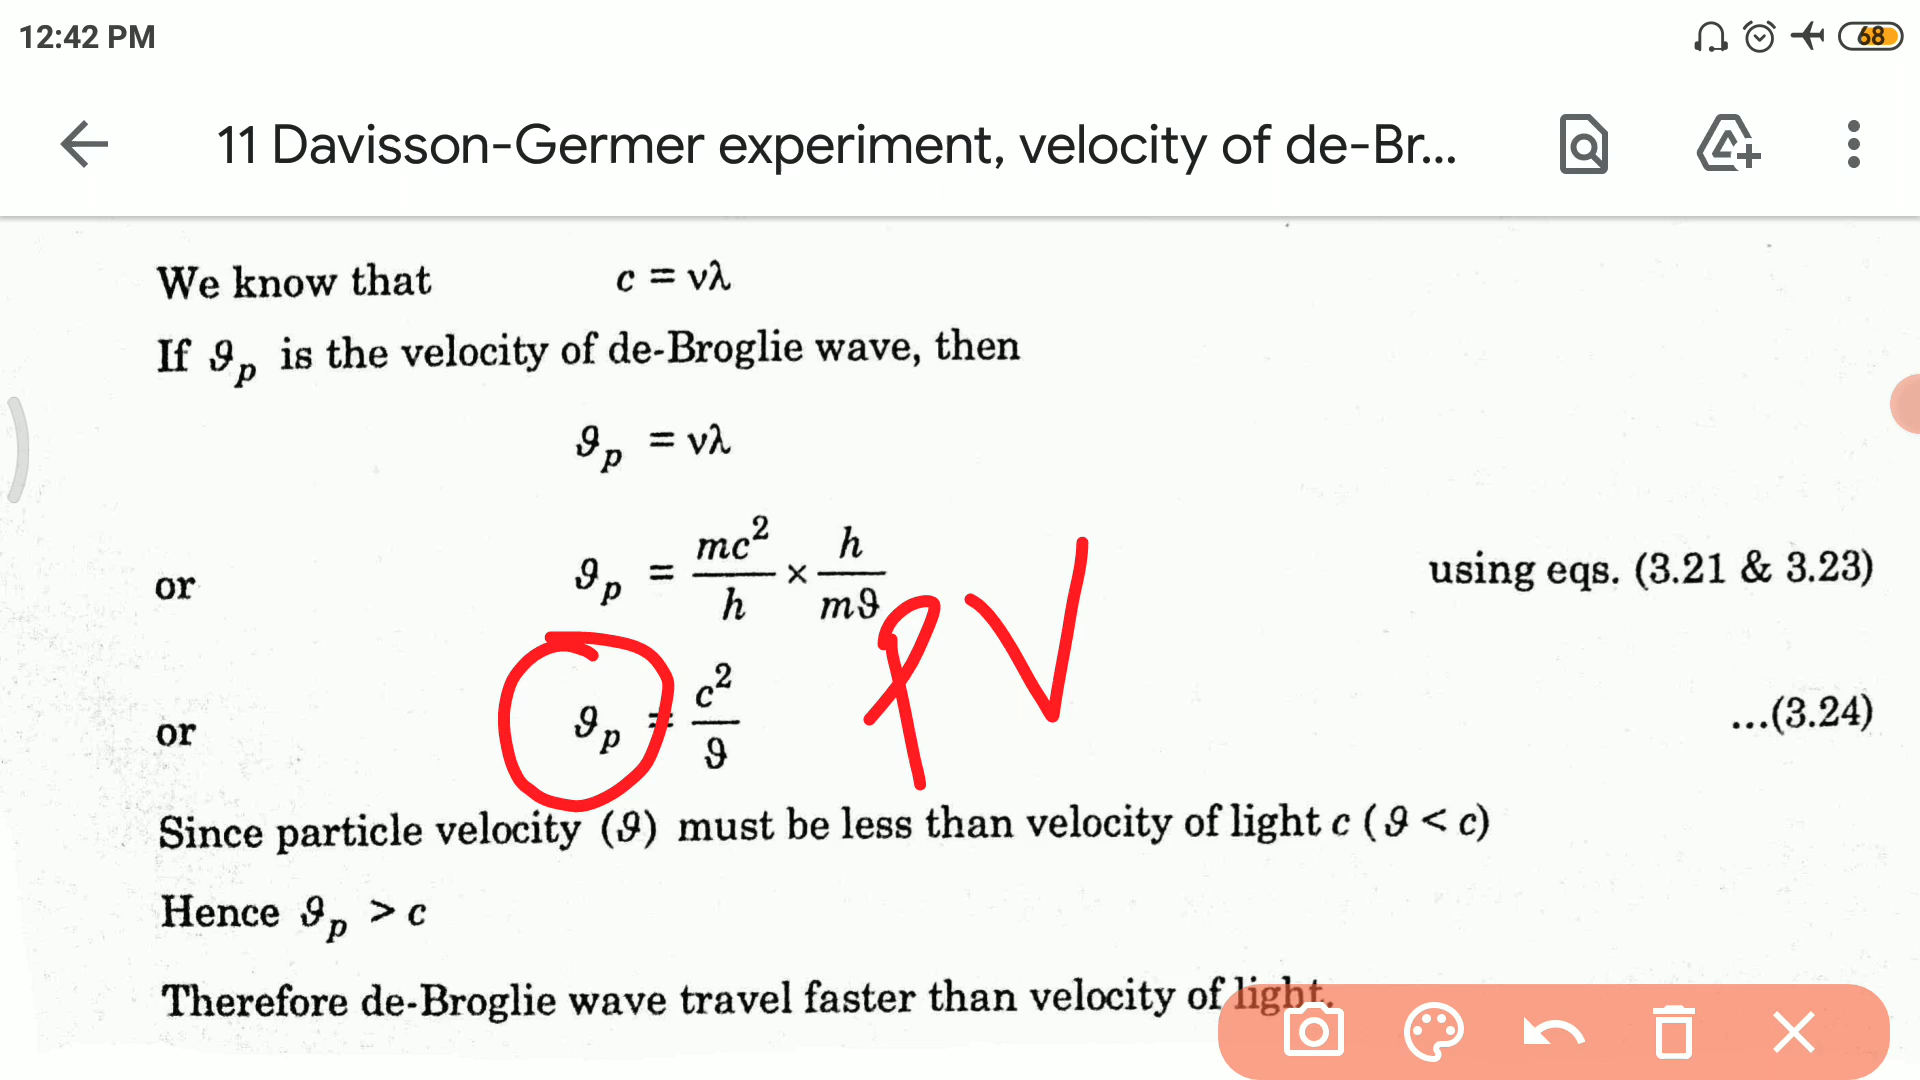 12:42 PM
68
11 Davisson-Germer experiment, velocity of de-Br...
We know that c = νλ
If ϑp is the velocity of de-Broglie wave, then
ϑp = νλ
or ϑp = mc²/h × h/mϑ using eqs. (3.21 & 3.23)
PV
or ϑp = c²/ϑ ...(3.24)
Since particle velocity (ϑ) must be less than velocity of light c (ϑ < c)
Hence ϑp > c
Therefore de-Broglie wave travel faster than velocity of light.